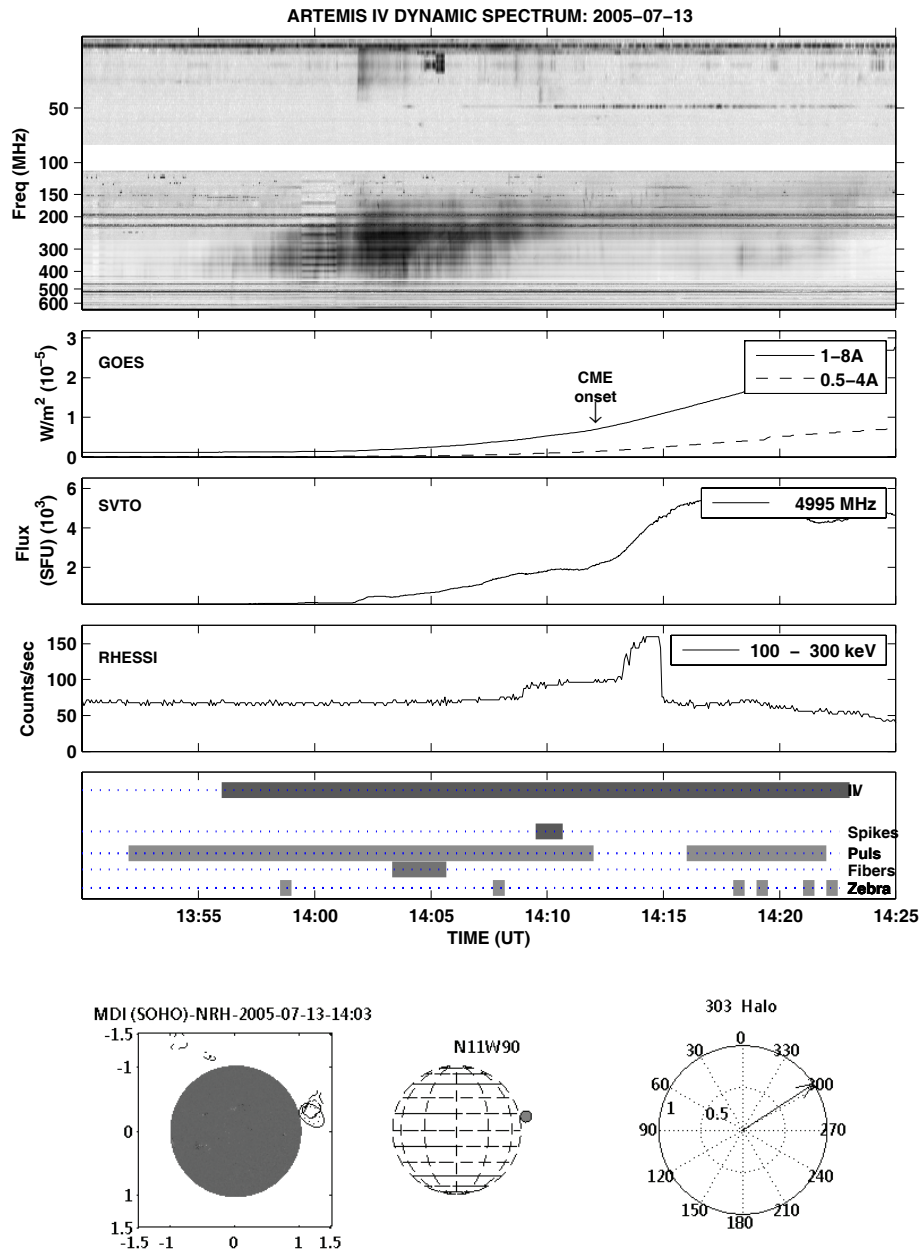 ARTEMIS IV DYNAMIC SPECTRUM: 2005−07−13
Freq (MHz)
50
100
150
200
300
400
500
600
W/m² (10⁻⁵)
3
2
1
0
GOES
CME
onset
1−8A
0.5−4A
Flux
(SFU) (10³)
6
4
2
SVTO
4995 MHz
Counts/sec
150
100
50
0
RHESSI
100 − 300 keV
IV
Spikes
Puls
Fibers
Zebra
13:55 14:00 14:05 14:10 14:15 14:20 14:25
TIME (UT)
MDI (SOHO)-NRH-2005-07-13-14:03
-1.5
-1
0
1
1.5
-1.5 -1 0 1 1.5
N11W90
303 Halo
0
30 330
60 300
1 0.5
90 270
120 240
150 210
180